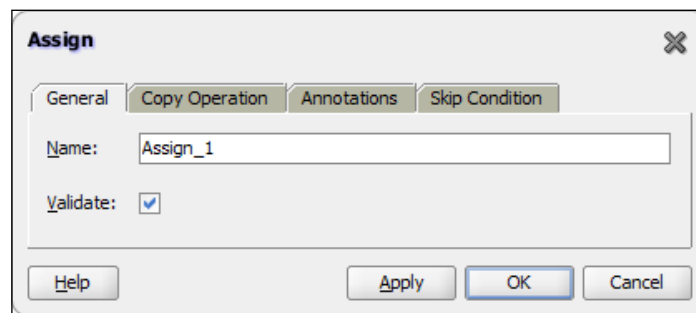 Assign
General Copy Operation Annotations Skip Condition
Name: Assign_1
Validate:
Help Apply OK Cancel